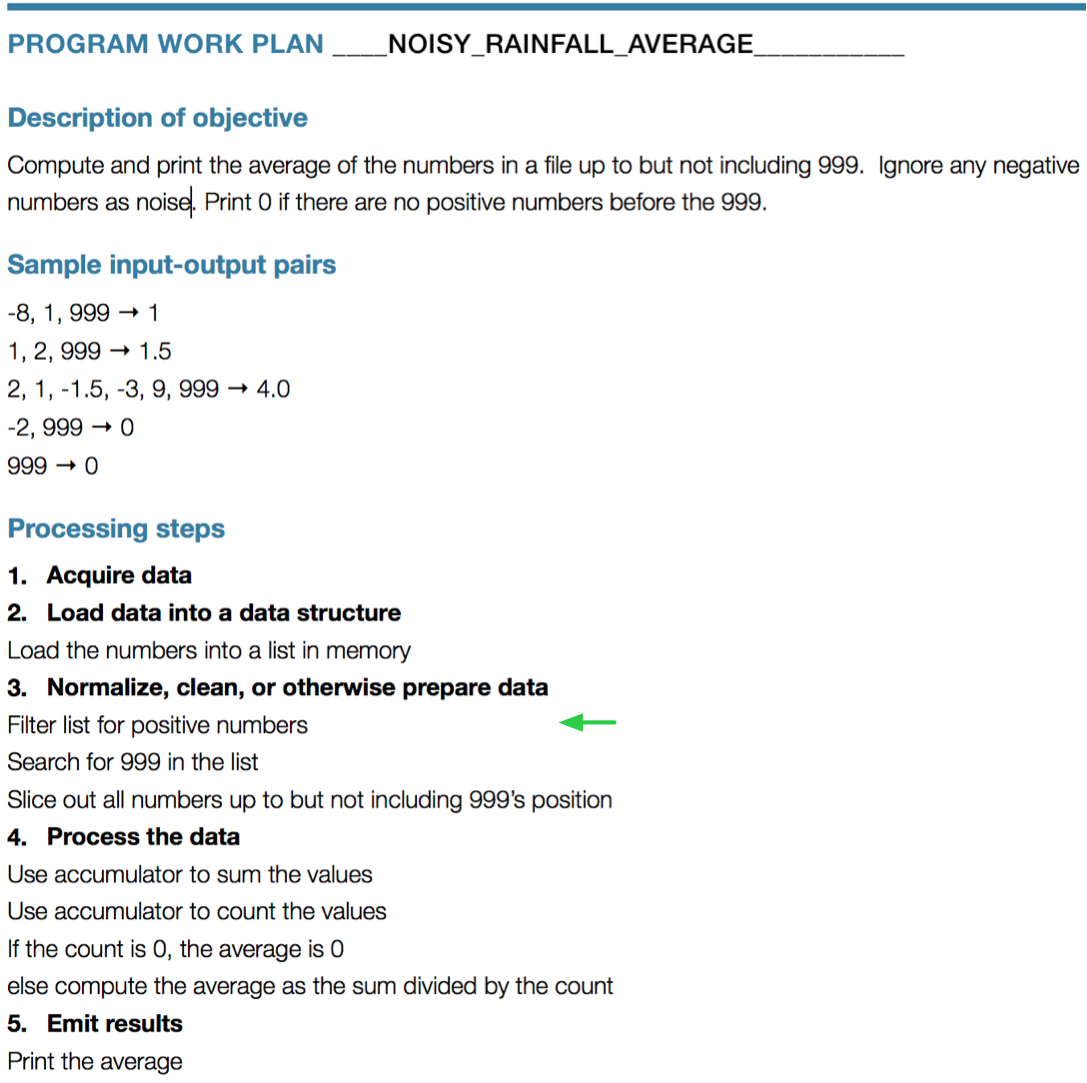 PROGRAM WORK PLAN ____NOISY_RAINFALL_AVERAGE___________
Description of objective
Compute and print the average of the numbers in a file up to but not including 999.  Ignore any negative
numbers as noise. Print 0 if there are no positive numbers before the 999.
Sample input-output pairs
-8, 1, 999 → 1
1, 2, 999 → 1.5
2, 1, -1.5, -3, 9, 999 → 4.0
-2, 999 → 0
999 → 0
Processing steps
1. Acquire data
2. Load data into a data structure
Load the numbers into a list in memory
3. Normalize, clean, or otherwise prepare data
Filter list for positive numbers
Search for 999 in the list
Slice out all numbers up to but not including 999’s position
4. Process the data
Use accumulator to sum the values
Use accumulator to count the values
If the count is 0, the average is 0
else compute the average as the sum divided by the count
5. Emit results
Print the average